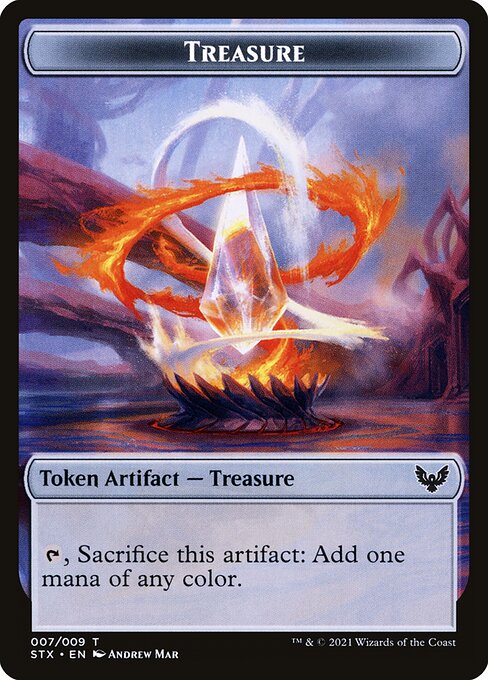 TREASURE
Token Artifact — Treasure
, Sacrifice this artifact: Add one
mana of any color.
007/009 T
STX • EN Andrew Mar
™ & © 2021 Wizards of the Coast